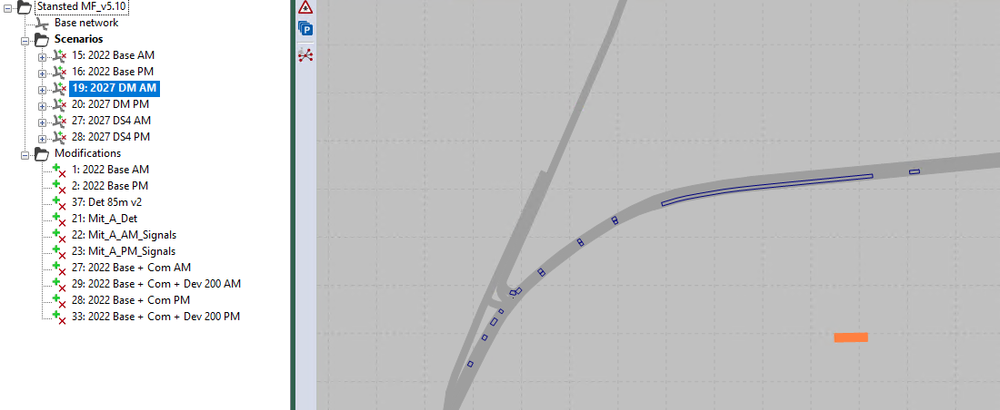 Stansted MF_v5.10
Base network
Scenarios
15: 2022 Base AM
16: 2022 Base PM
19: 2027 DM AM
20: 2027 DM PM
27: 2027 DS4 AM
28: 2027 DS4 PM
Modifications
1: 2022 Base AM
2: 2022 Base PM
37: Det 85m v2
21: Mit_A_Det
22: Mit_A_AM_Signals
23: Mit_A_PM_Signals
27: 2022 Base + Com AM
29: 2022 Base + Com + Dev 200 AM
28: 2022 Base + Com PM
33: 2022 Base + Com + Dev 200 PM
P